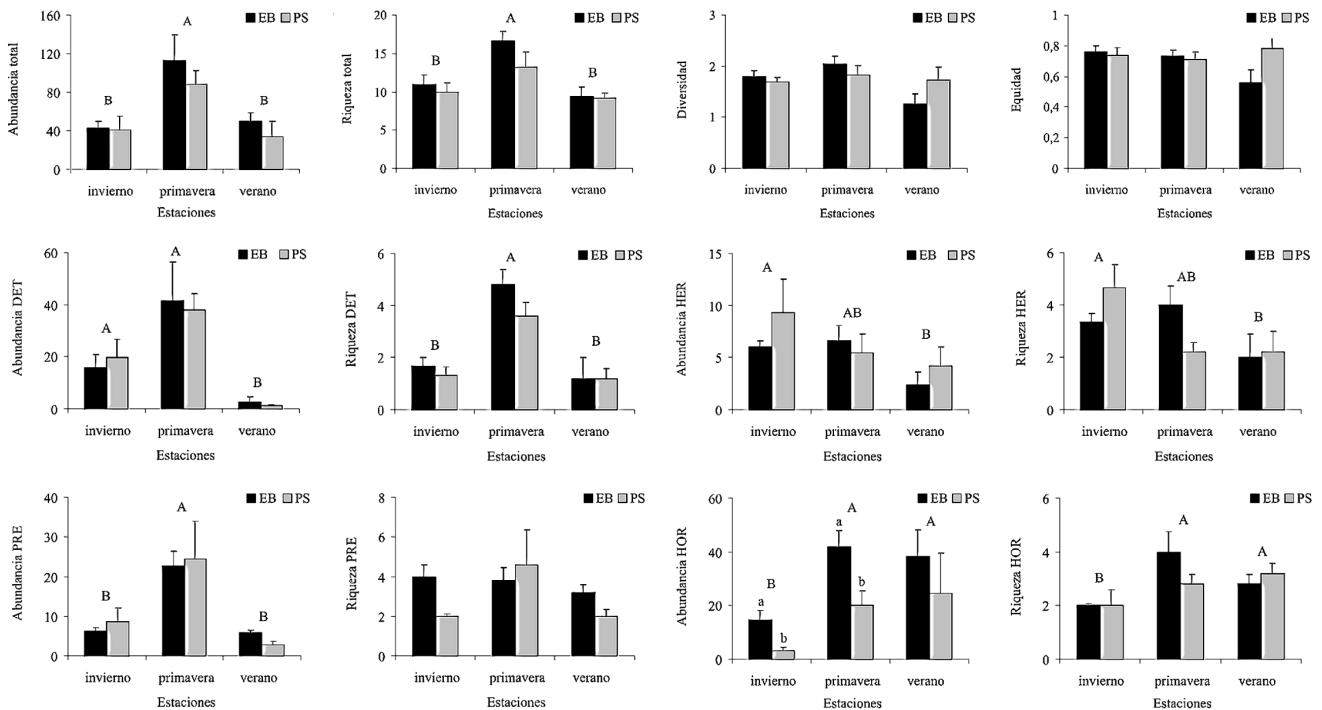 Abundancia total
160
120
80
40
0
EB PS
B
A
B
invierno primavera verano
Estaciones
Riqueza total
20
15
10
5
0
EB PS
B
A
B
invierno primavera verano
Estaciones
Diversidad
3
2
1
0
EB PS
invierno primavera verano
Estaciones
Equidad
1
0,8
0,6
0,4
0,2
0
EB PS
invierno primavera verano
Estaciones
Abundancia DET
60
40
20
0
EB PS
A
A
B
invierno primavera verano
Estaciones
Riqueza DET
6
4
2
0
EB PS
B
A
B
invierno primavera verano
Estaciones
Abundancia HER
15
10
5
0
EB PS
A
AB
B
invierno primavera verano
Estaciones
Riqueza HER
6
4
2
0
EB PS
A
AB
B
invierno primavera verano
Estaciones
Abundancia PRE
40
30
20
10
0
EB PS
B
A
B
invierno primavera verano
Estaciones
Riqueza PRE
8
6
4
2
0
EB PS
invierno primavera verano
Estaciones
Abundancia HOR
60
40
20
0
EB PS
B
a
b
A
a
b
A
invierno primavera verano
Estaciones
Riqueza HOR
6
4
2
0
EB PS
B
A
A
invierno primavera verano
Estaciones